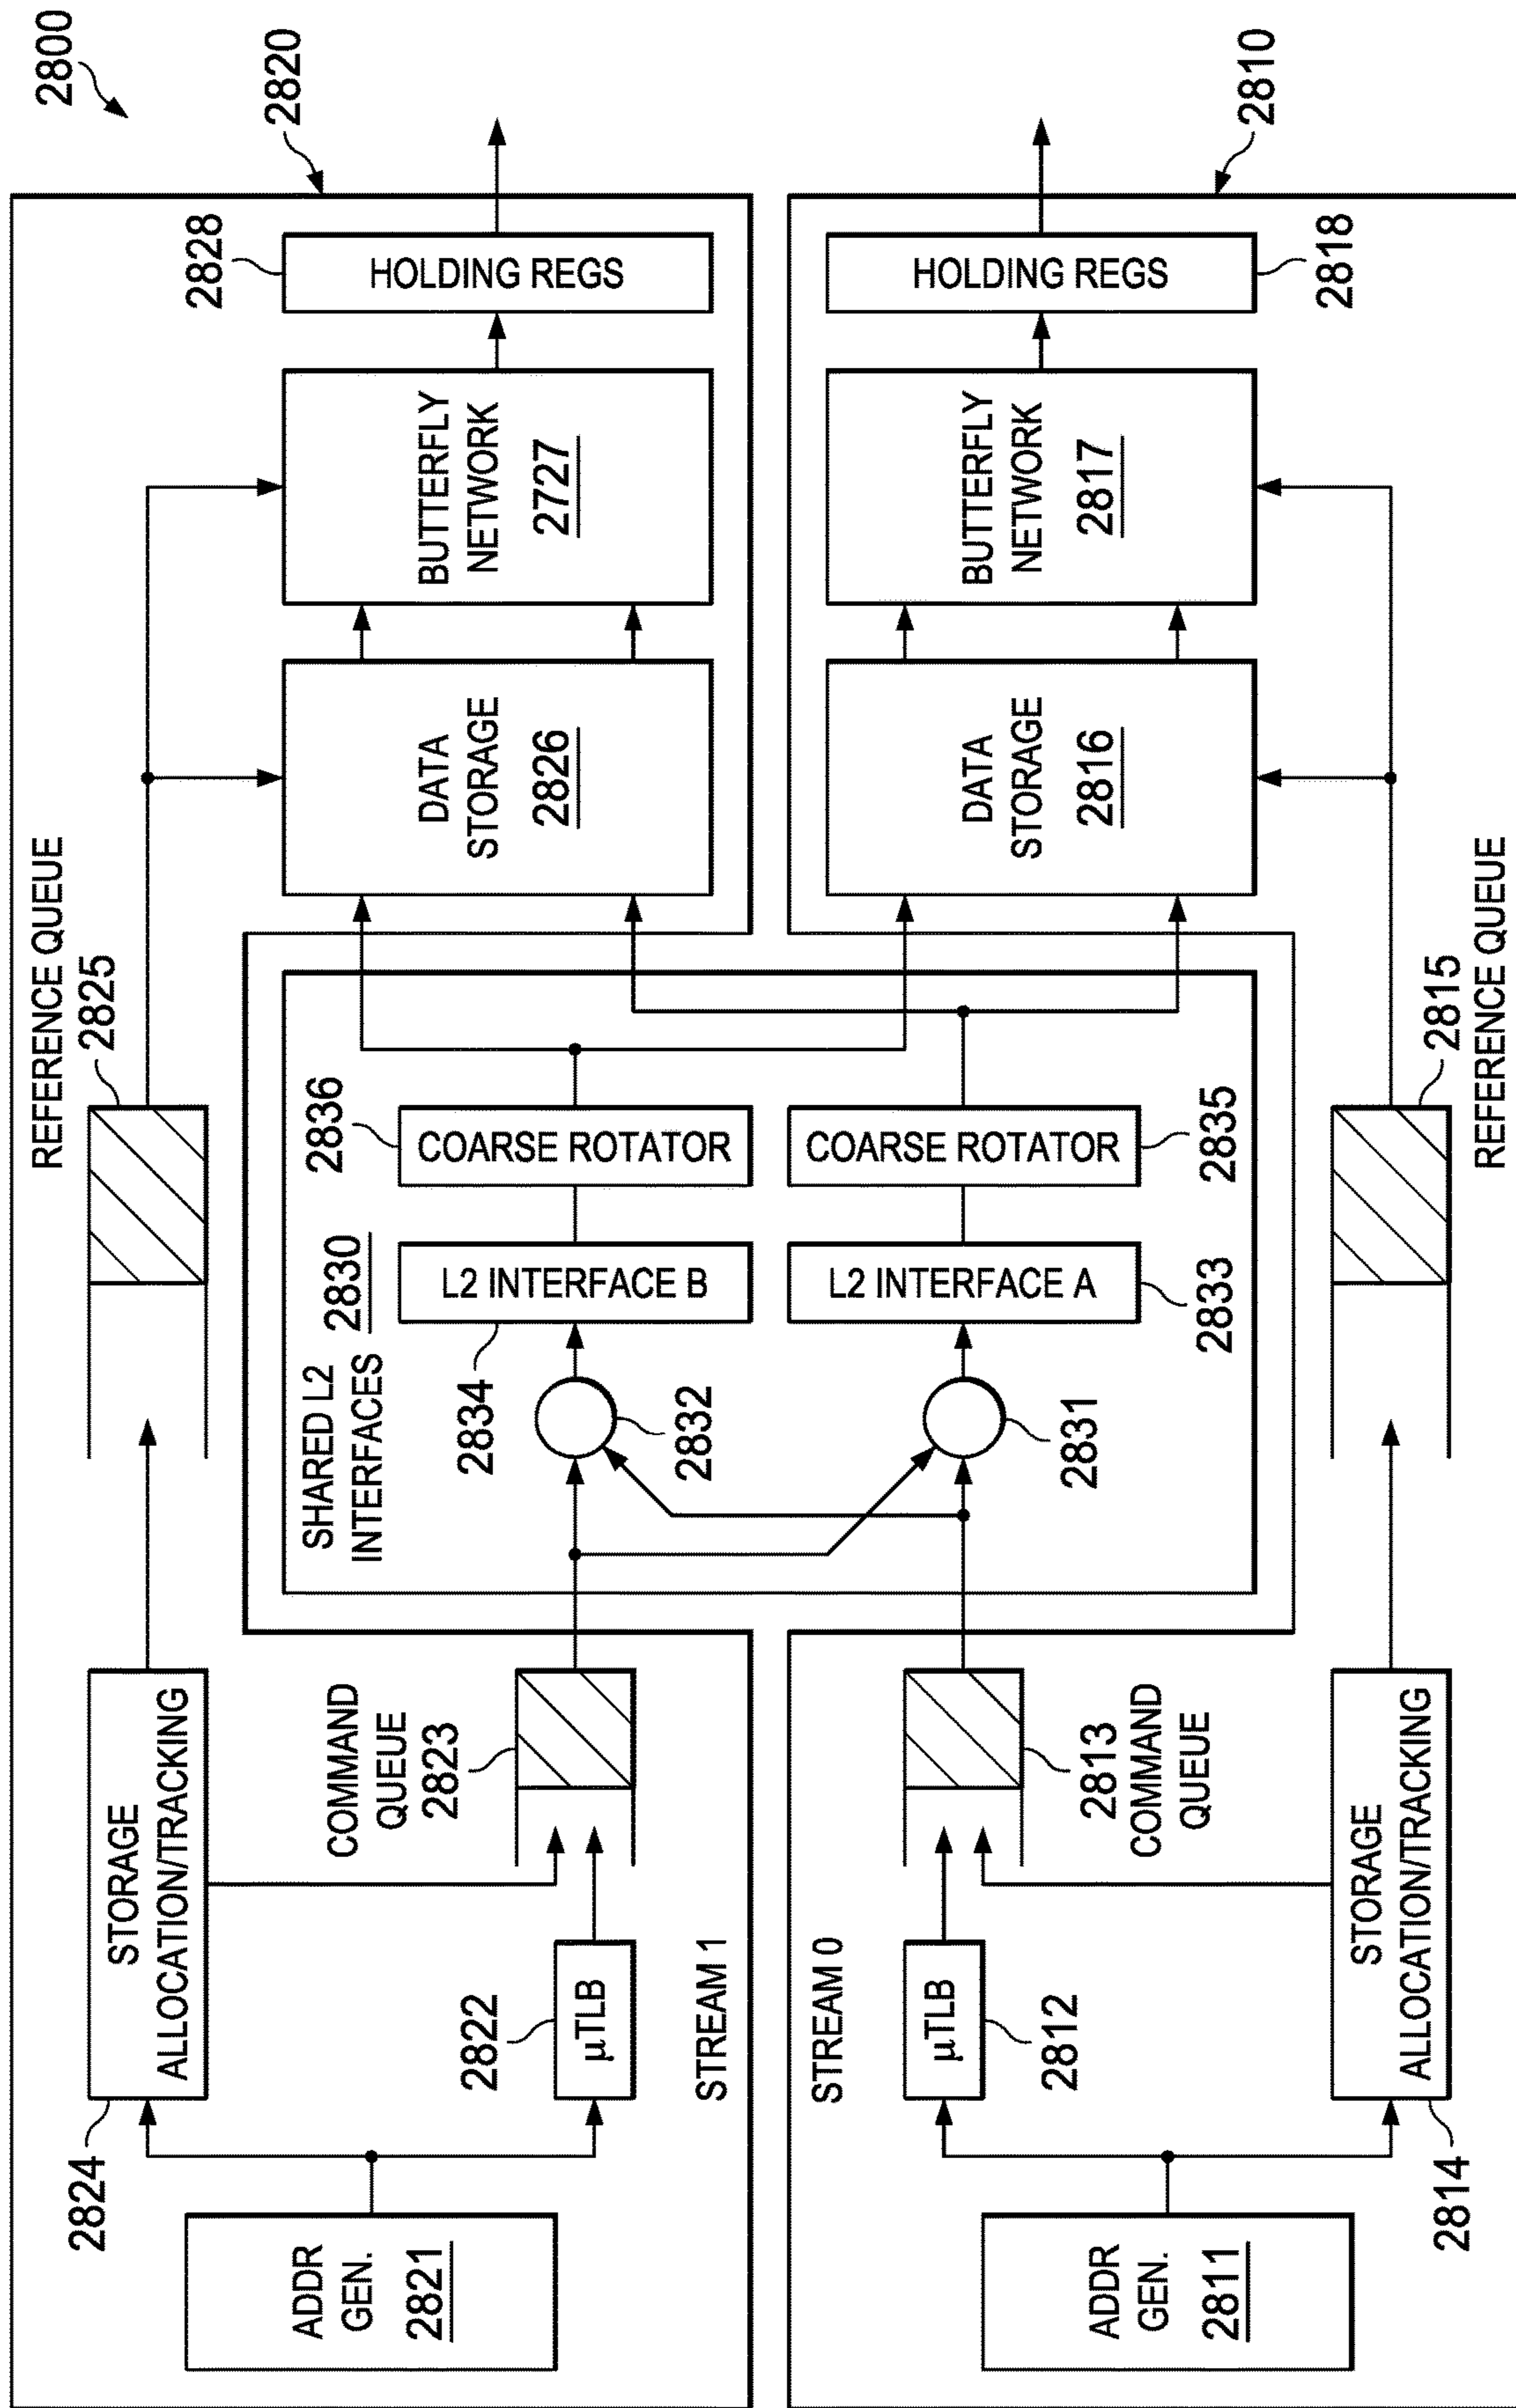 2800
2820
2810
STREAM 1
ADDR
GEN.
2821
2824
STORAGE
ALLOCATION/TRACKING
2822
µTLB
COMMAND
QUEUE
2823
REFERENCE QUEUE
2825
DATA
STORAGE
2826
BUTTERFLY
NETWORK
2727
2828
HOLDING REGS
SHARED L2
INTERFACES
2830
2834
2832
L2 INTERFACE B
2836
COARSE ROTATOR
2831
L2 INTERFACE A
2833
COARSE ROTATOR
2835
STREAM 0
ADDR
GEN.
2811
µTLB
2812
2814
STORAGE
ALLOCATION/TRACKING
2813
COMMAND
QUEUE
2815
REFERENCE QUEUE
DATA
STORAGE
2816
BUTTERFLY
NETWORK
2817
HOLDING REGS
2818